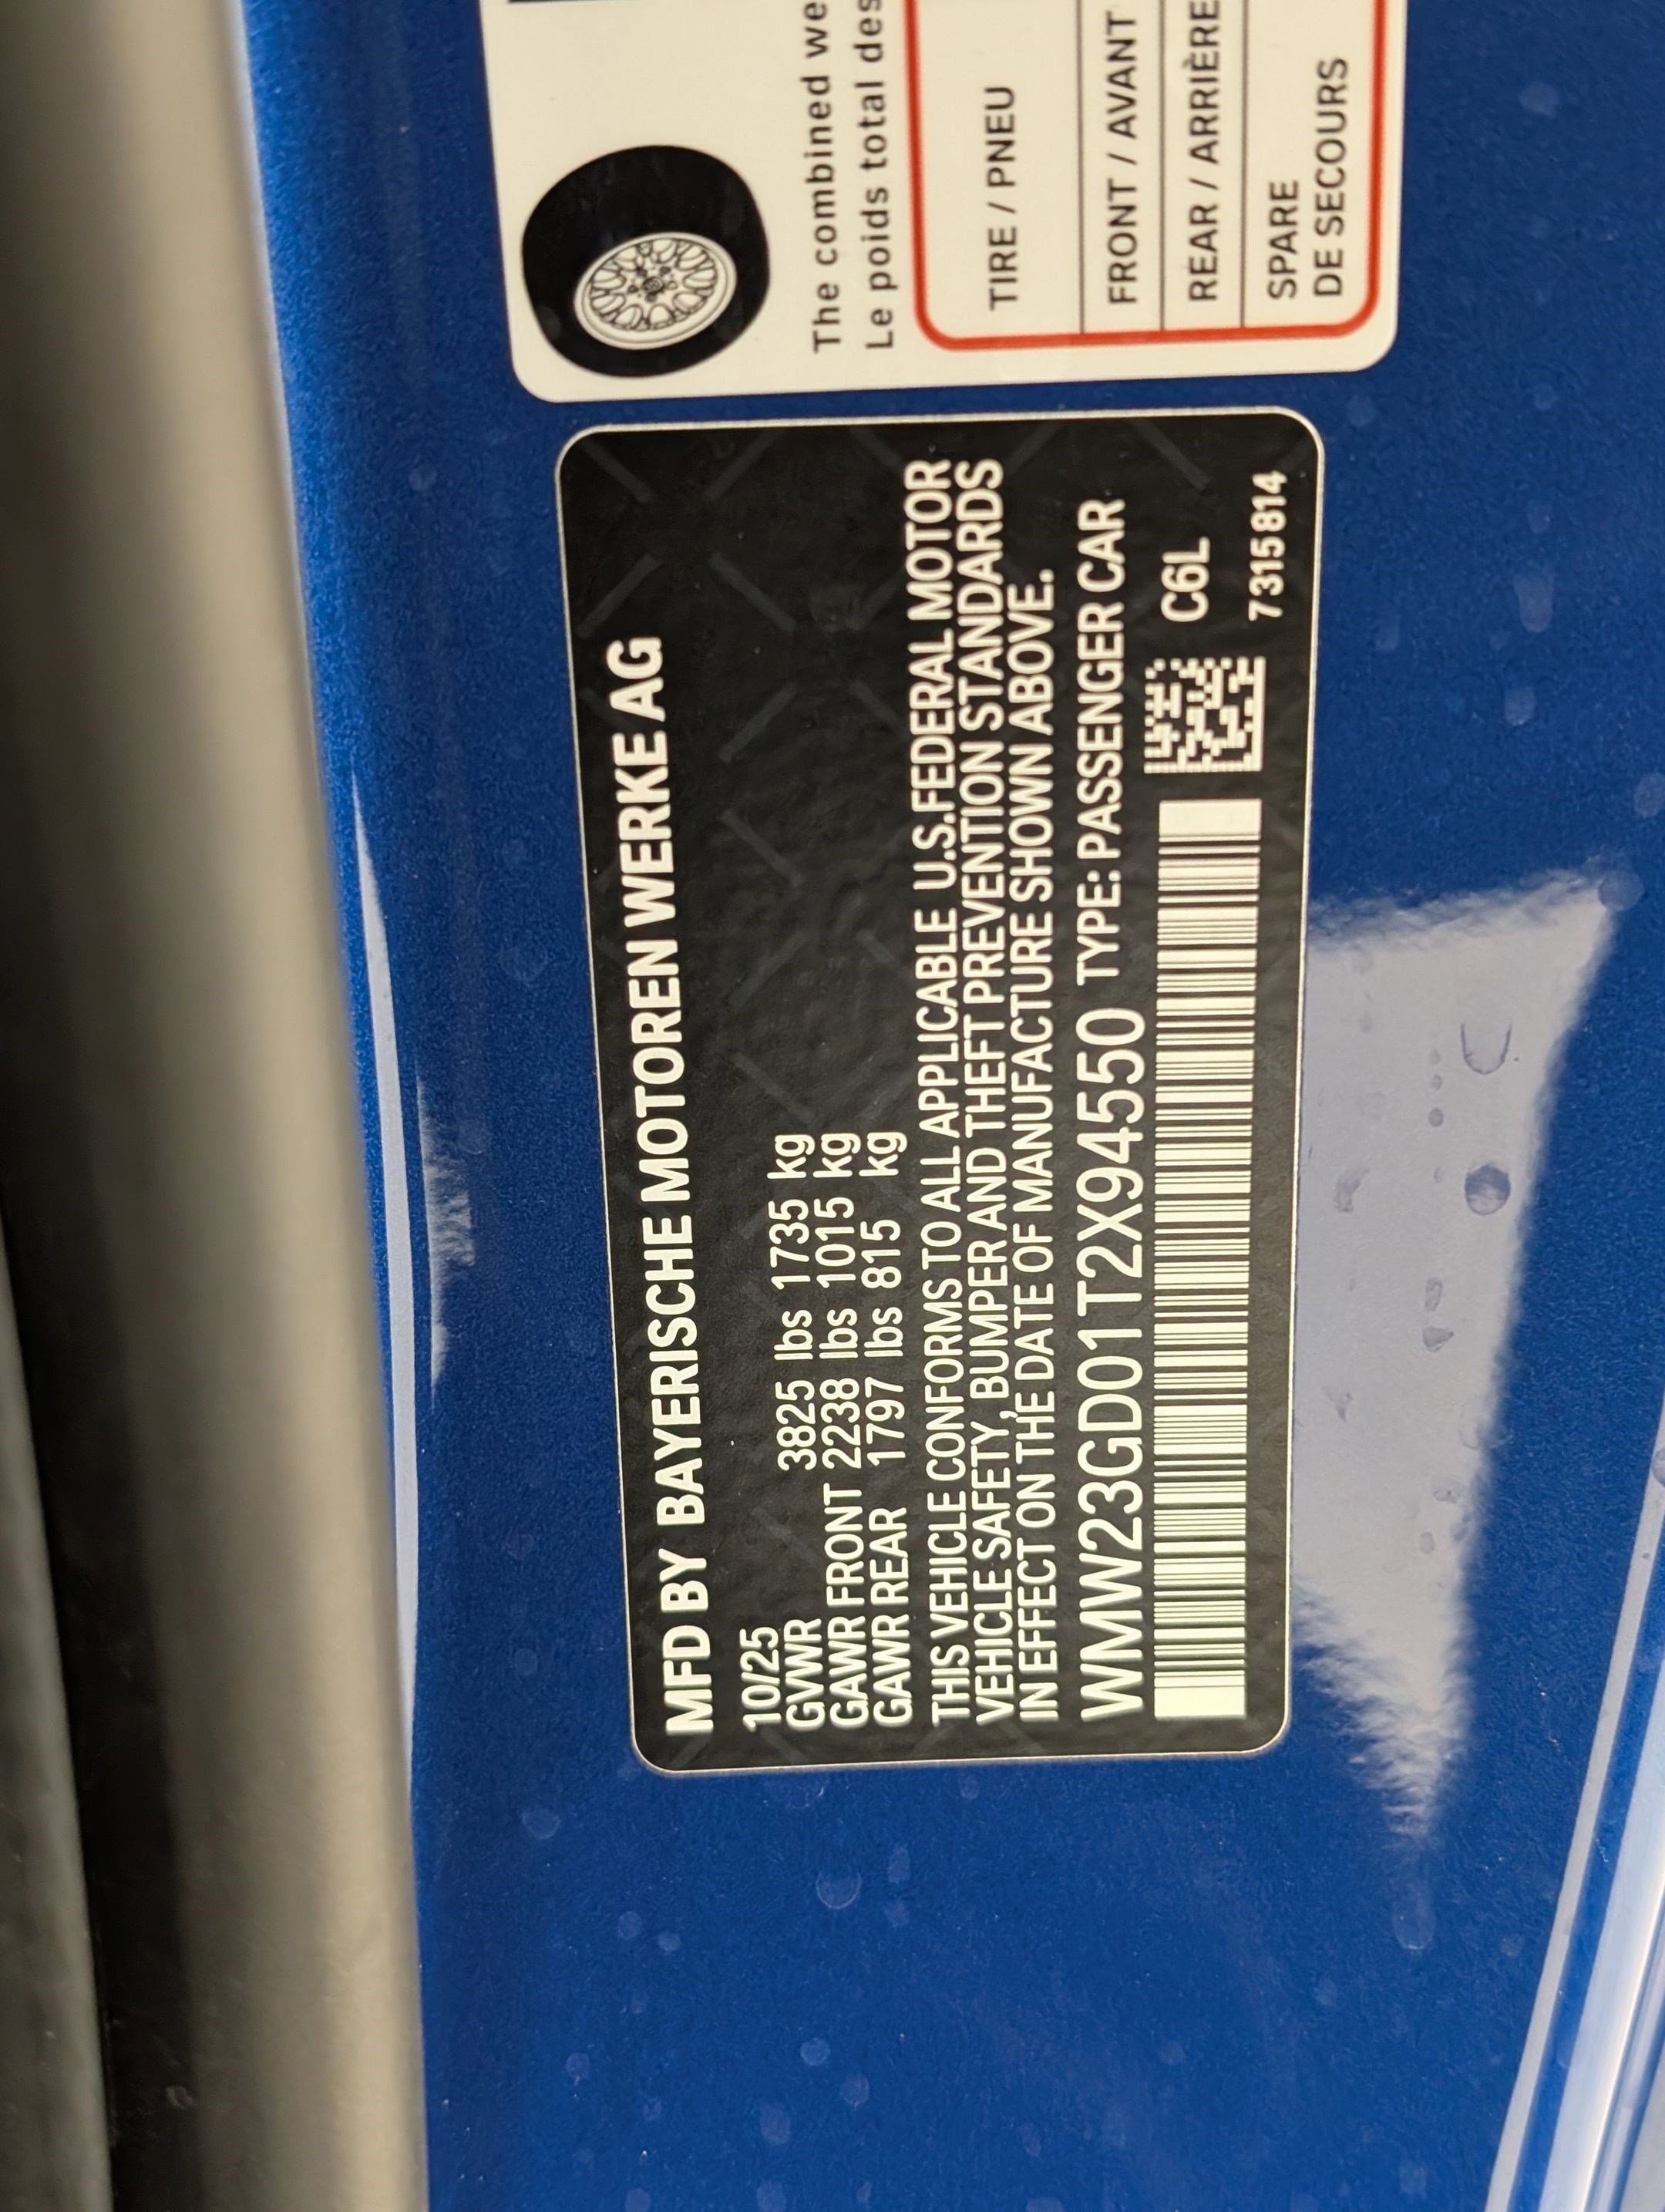 MFD BY BAYERISCHE MOTOREN WERKE AG
10/25
GVWR 3825 lbs 1735 kg
GAWR FRONT 2238 lbs 1015 kg
GAWR REAR 1797 lbs 815 kg
THIS VEHICLE CONFORMS TO ALL APPLICABLE U.S.FEDERAL MOTOR
VEHICLE SAFETY, BUMPER AND THEFT PREVENTION STANDARDS
IN EFFECT ON THE DATE OF MANUFACTURE SHOWN ABOVE.
WMW23GD01T2X94550 TYPE: PASSENGER CAR
C6L
7315814
The combined we
Le poids total des
TIRE / PNEU
FRONT / AVANT
REAR / ARRIÈRE
SPARE
DE SECOURS